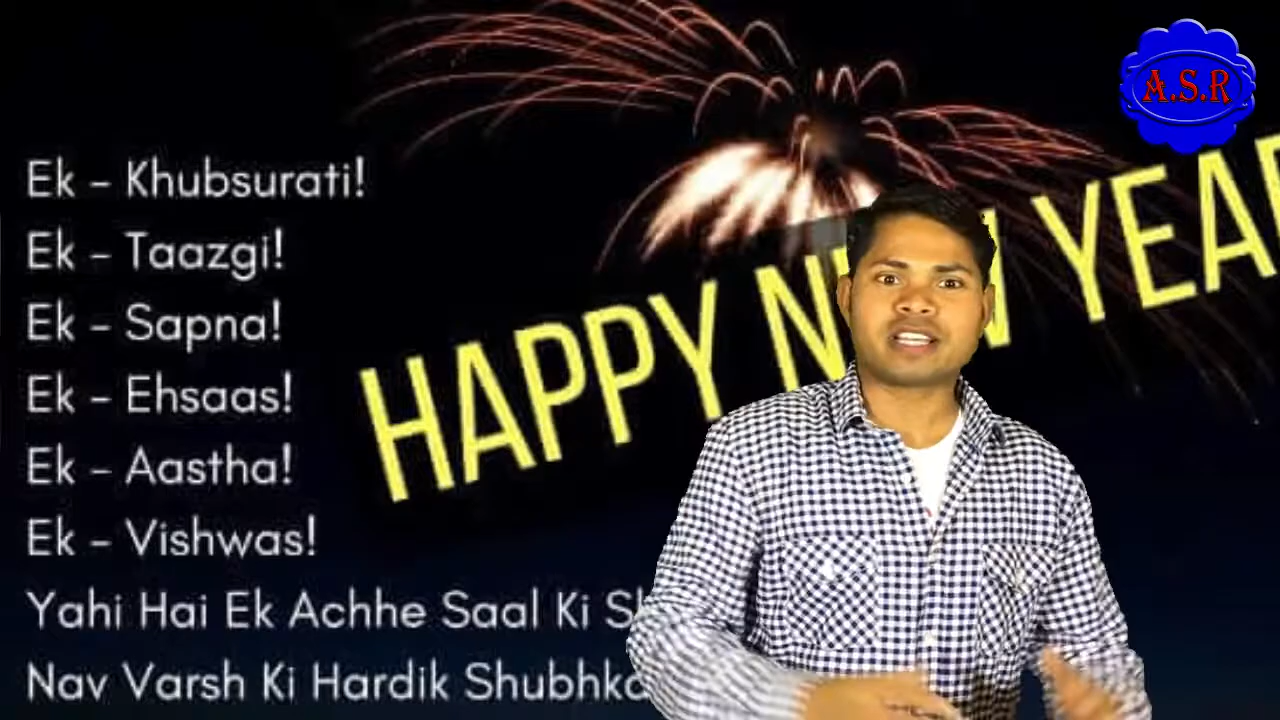 A.S.R
Ek – Khubsurati!
Ek – Taazgi!
Ek – Sapna!
Ek – Ehsaas!
Ek – Aastha!
Ek – Vishwas!
Yahi Hai Ek Achhe Saal Ki
Nav Varsh Ki Hardik
HAPPY YEAR